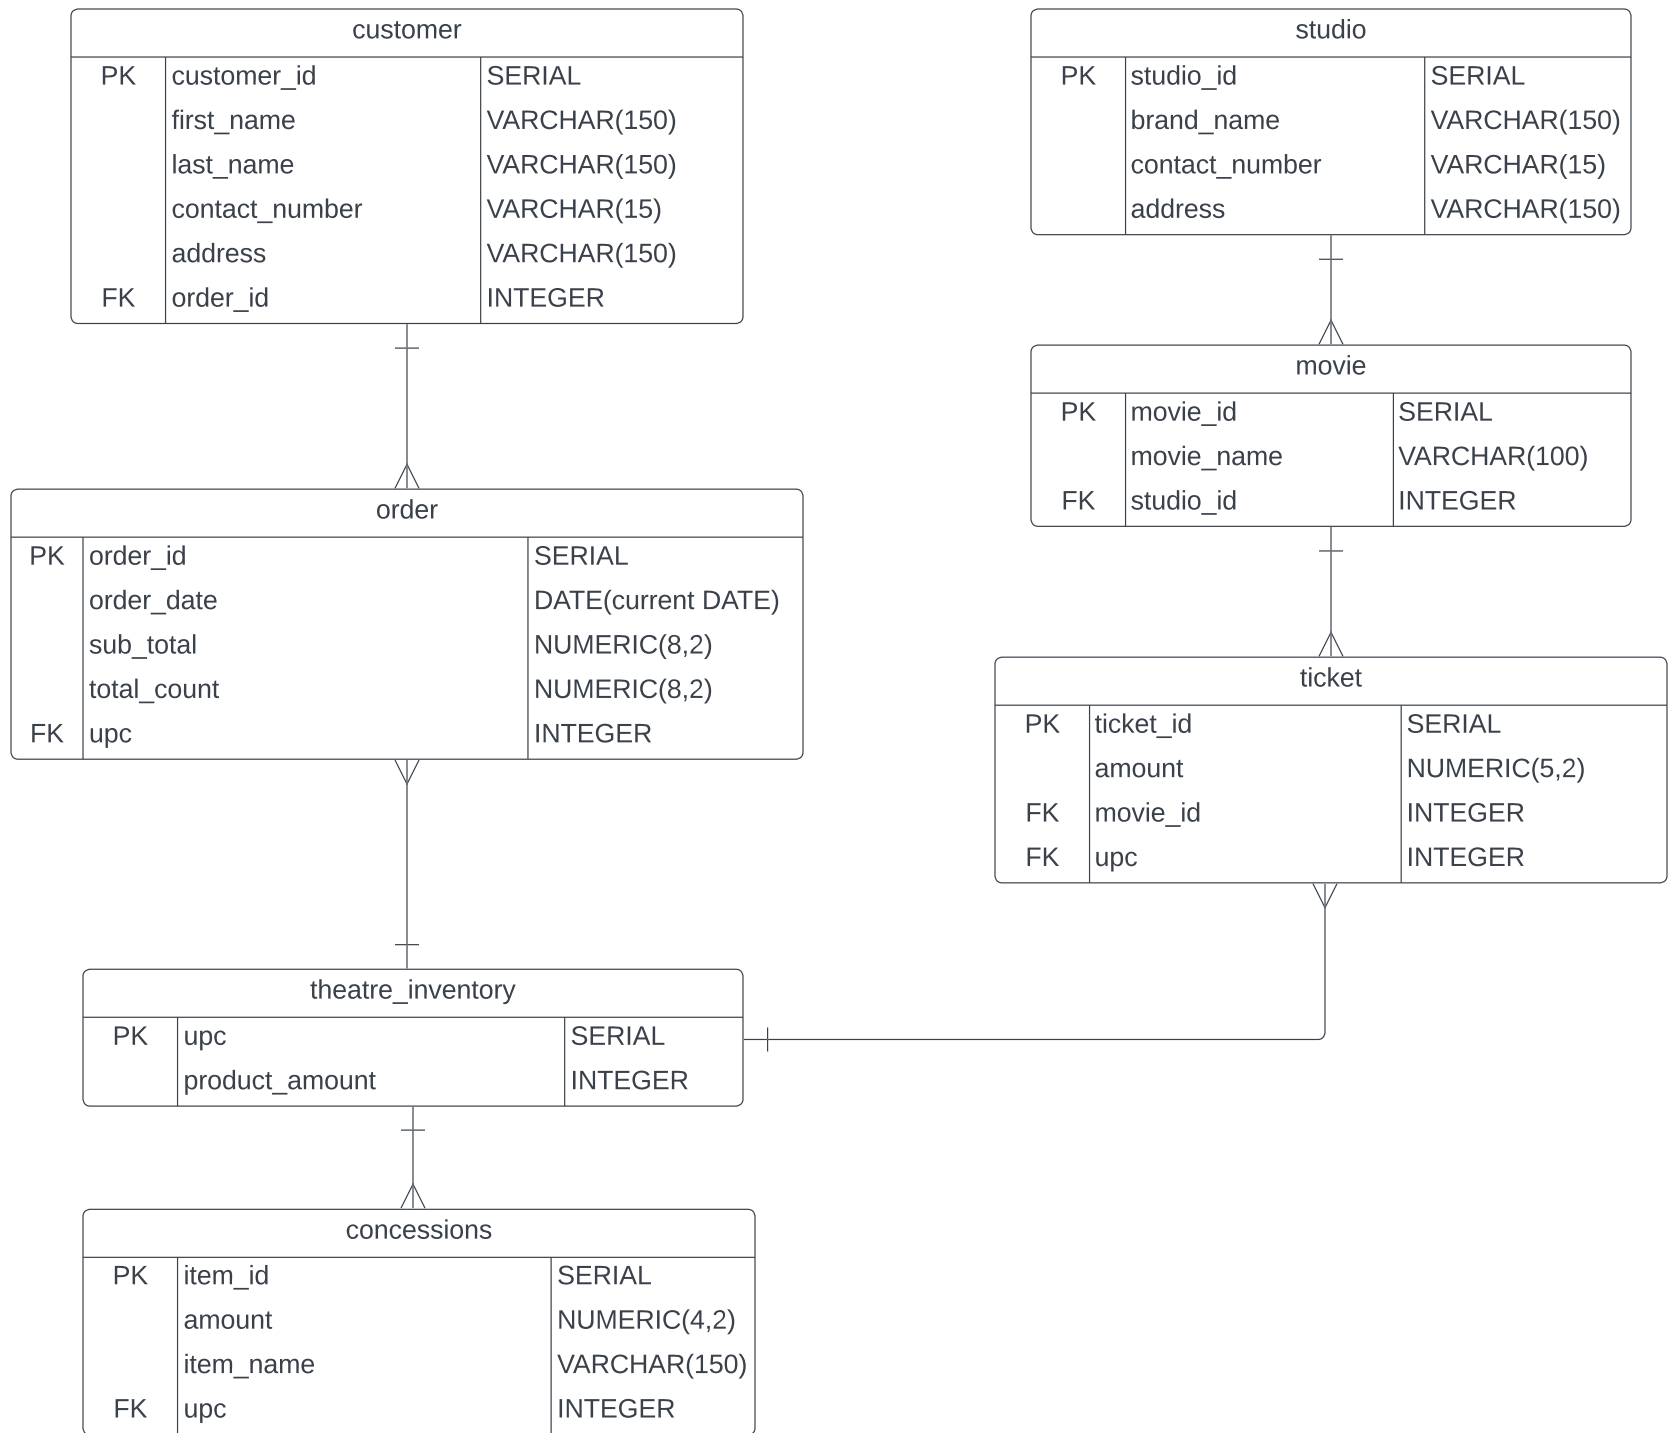 customer
PK customer_id SERIAL
first_name VARCHAR(150)
last_name VARCHAR(150)
contact_number VARCHAR(15)
address VARCHAR(150)
FK order_id INTEGER
order
PK order_id SERIAL
order_date DATE(current DATE)
sub_total NUMERIC(8,2)
total_count NUMERIC(8,2)
FK upc INTEGER
theatre_inventory
PK upc SERIAL
product_amount INTEGER
concessions
PK item_id SERIAL
amount NUMERIC(4,2)
item_name VARCHAR(150)
FK upc INTEGER
studio
PK studio_id SERIAL
brand_name VARCHAR(150)
contact_number VARCHAR(15)
address VARCHAR(150)
movie
PK movie_id SERIAL
movie_name VARCHAR(100)
FK studio_id INTEGER
ticket
PK ticket_id SERIAL
amount NUMERIC(5,2)
FK movie_id INTEGER
FK upc INTEGER